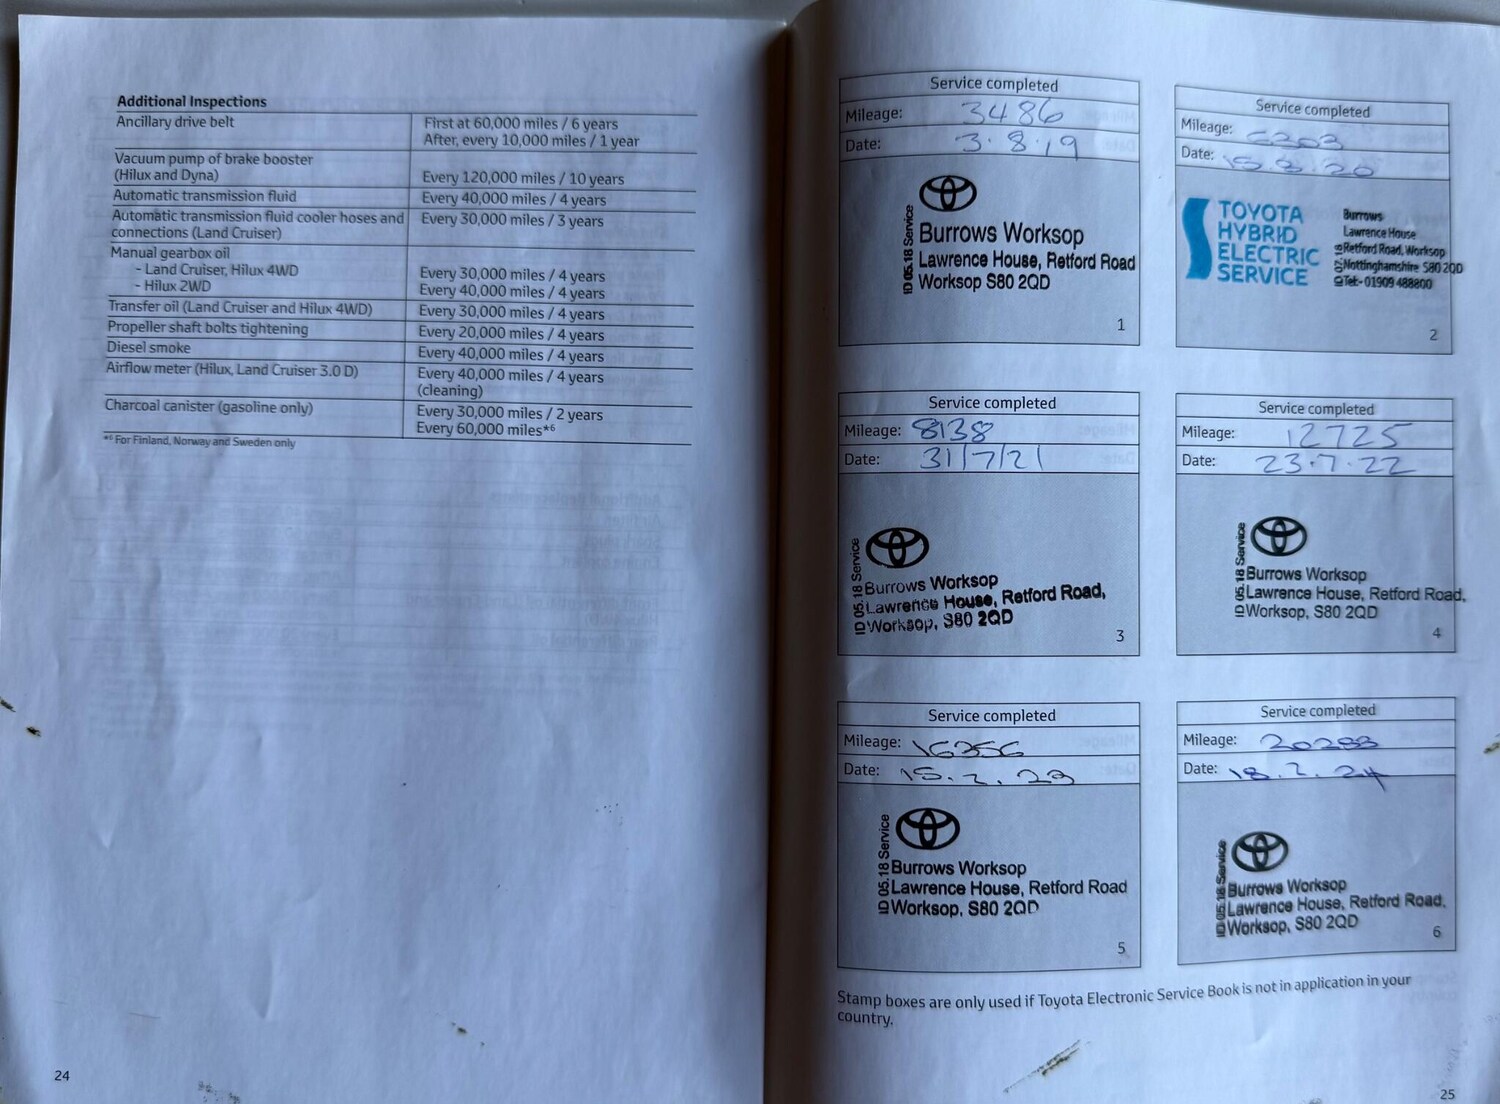 Additional Inspections
Ancillary drive belt First at 60,000 miles / 6 years
After, every 10,000 miles / 1 year
Vacuum pump of brake booster
(Hilux and Dyna) Every 120,000 miles / 10 years
Automatic transmission fluid Every 40,000 miles / 4 years
Automatic transmission fluid cooler hoses and Every 30,000 miles / 3 years
connections (Land Cruiser)
Manual gearbox oil
- Land Cruiser, Hilux 4WD Every 30,000 miles / 4 years
- Hilux 2WD Every 40,000 miles / 4 years
Transfer oil (Land Cruiser and Hilux 4WD) Every 30,000 miles / 4 years
Propeller shaft bolts tightening Every 20,000 miles / 4 years
Diesel smoke Every 40,000 miles / 4 years
Airflow meter (Hilux, Land Cruiser 3.0 D) Every 40,000 miles / 4 years
(cleaning)
Charcoal canister (gasoline only) Every 30,000 miles / 2 years
Every 60,000 miles*6
*6 For Finland, Norway and Sweden only
24
Service completed
Mileage: 3486
Date: 3.8.19
ID 05.18 Service
Burrows Worksop
Lawrence House, Retford Road
Worksop S80 2QD
1
Service completed
Mileage:
Date:
TOYOTA
HYBRID
ELECTRIC
SERVICE
Burrows
Lawrence House
Retford Road, Worksop
Nottinghamshire S80 2QD
Tel:- 01909 488800
2
Service completed
Mileage: 8138
Date: 31/7/21
ID 05.18 Service
Burrows Worksop
Lawrence House, Retford Road,
Worksop, S80 2QD
3
Service completed
Mileage: 12725
Date: 23.7.22
ID 05.18 Service
Burrows Worksop
Lawrence House, Retford Road,
Worksop, S80 2QD
4
Service completed
Mileage: 16356
Date:
ID 05.18 Service
Burrows Worksop
Lawrence House, Retford Road
Worksop, S80 2QD
5
Service completed
Mileage:
Date:
ID 05.18 Service
Burrows Worksop
Lawrence House, Retford Road,
Worksop, S80 2QD
6
Stamp boxes are only used if Toyota Electronic Service Book is not in application in your
country.
25